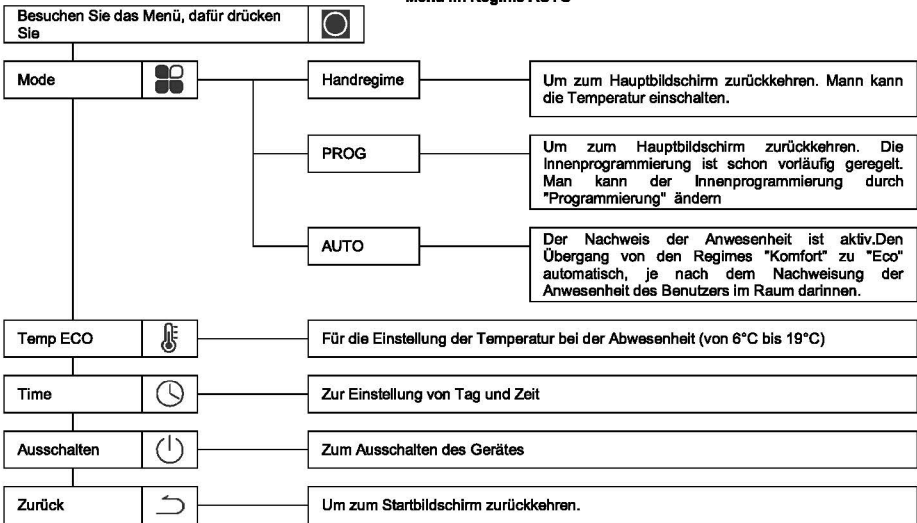 Menü im Regime AUTO
Besuchen Sie das Menü, dafür drücken
Sie
Mode
Handregime
Um zum Hauptbildschirm zurückkehren. Mann kann
die Temperatur einschalten.
PROG
Um zum Hauptbildschirm zurückkehren. Die
Innenprogrammierung ist schon vorläufig geregelt.
Man kann der Innenprogrammierung durch
"Programmierung" ändern
AUTO
Der Nachweis der Anwesenheit ist aktiv.Den
Übergang von den Regimes "Komfort" zu "Eco"
automatisch, je nach dem Nachweisung der
Anwesenheit des Benutzers im Raum darinnen.
Temp ECO
Für die Einstellung der Temperatur bei der Abwesenheit (von 6°C bis 19°C)
Time
Zur Einstellung von Tag und Zeit
Ausschalten
Zum Ausschalten des Gerätes
Zurück
Um zum Startbildschirm zurückkehren.